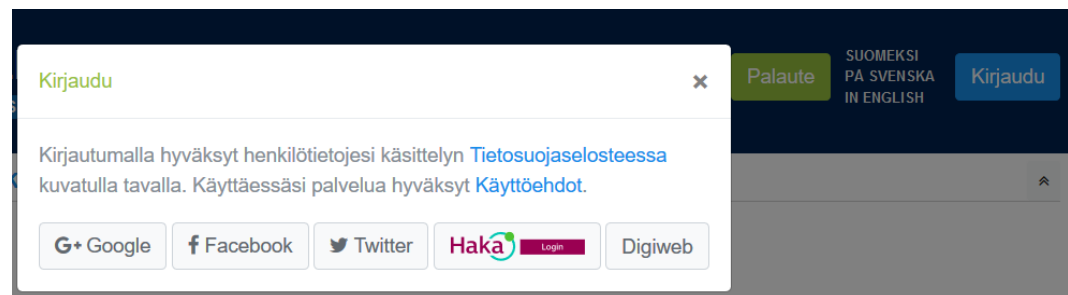 Kirjaudu
×
Palaute
SUOMEKSI
PÅ SVENSKA
IN ENGLISH
Kirjaudu
Kirjautumalla hyväksyt henkilötietojesi käsittelyn Tietosuojaselosteessa
kuvatulla tavalla. Käyttäessäsi palvelua hyväksyt Käyttöehdot.
G+ Google
Facebook
Twitter
Haka Login
Digiweb